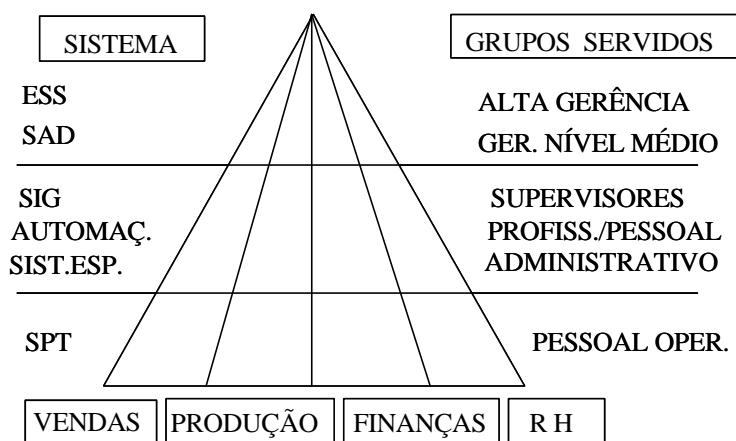 SISTEMA
GRUPOS SERVIDOS
ESS
ALTA GERÊNCIA
SAD
GER. NÍVEL MÉDIO
SIG
SUPERVISORES
AUTOMAÇ.
PROFISS./PESSOAL
SIST.ESP.
ADMINISTRATIVO
SPT
PESSOAL OPER.
VENDAS
PRODUÇÃO
FINANÇAS
R H